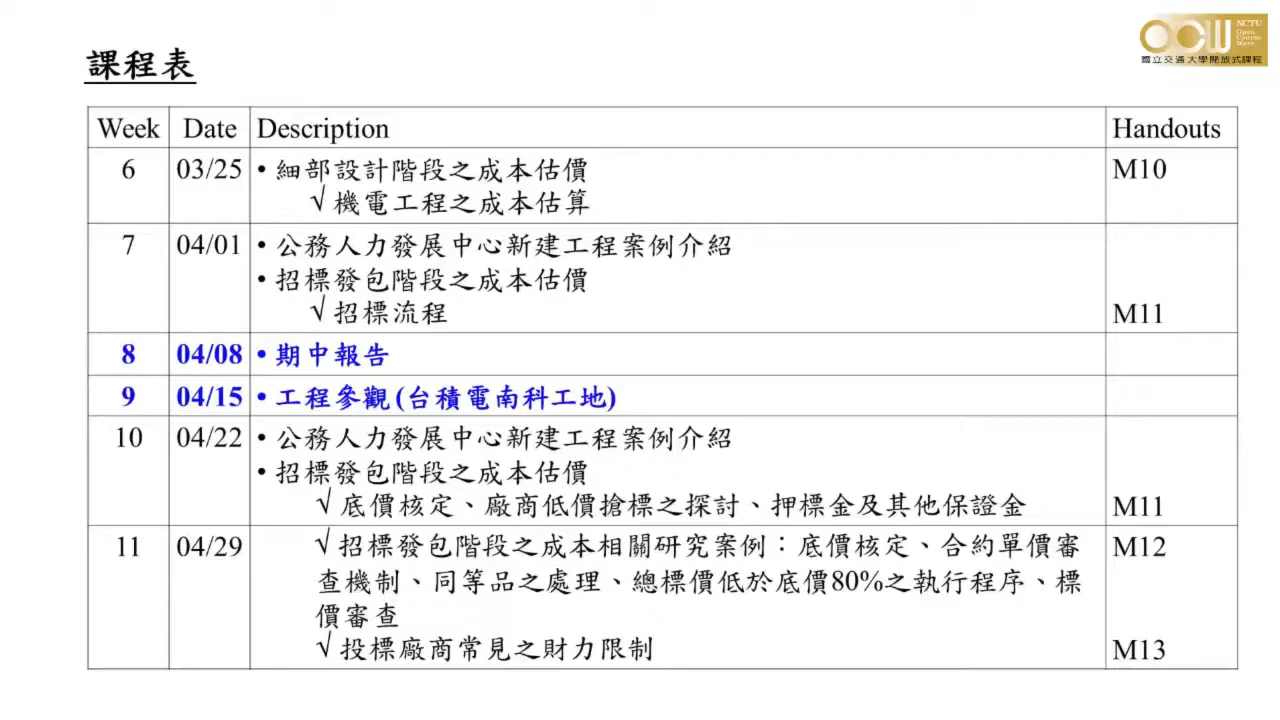 OCW NCTU Open Course Ware
國立交通大學開放式課程
課程表
Week Date Description Handouts
6 03/25 • 細部設計階段之成本估價 M10
√ 機電工程之成本估算
7 04/01 • 公務人力發展中心新建工程案例介紹
• 招標發包階段之成本估價
√ 招標流程 M11
8 04/08 • 期中報告
9 04/15 • 工程參觀 (台積電南科工地)
10 04/22 • 公務人力發展中心新建工程案例介紹
• 招標發包階段之成本估價
√ 底價核定、廠商低價搶標之探討、押標金及其他保證金 M11
11 04/29 √ 招標發包階段之成本相關研究案例：底價核定、合約單價審 M12
查機制、同等品之處理、總標價低於底價80%之執行程序、標
價審查
√ 投標廠商常見之財力限制 M13